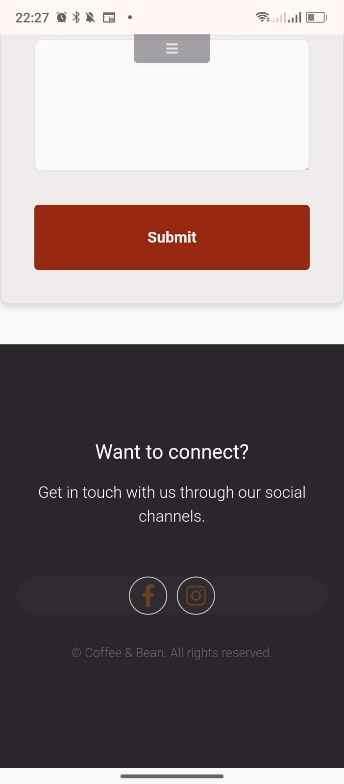 22:27
Submit
Want to connect?
Get in touch with us through our social
channels.
© Coffee & Bean. All rights reserved.